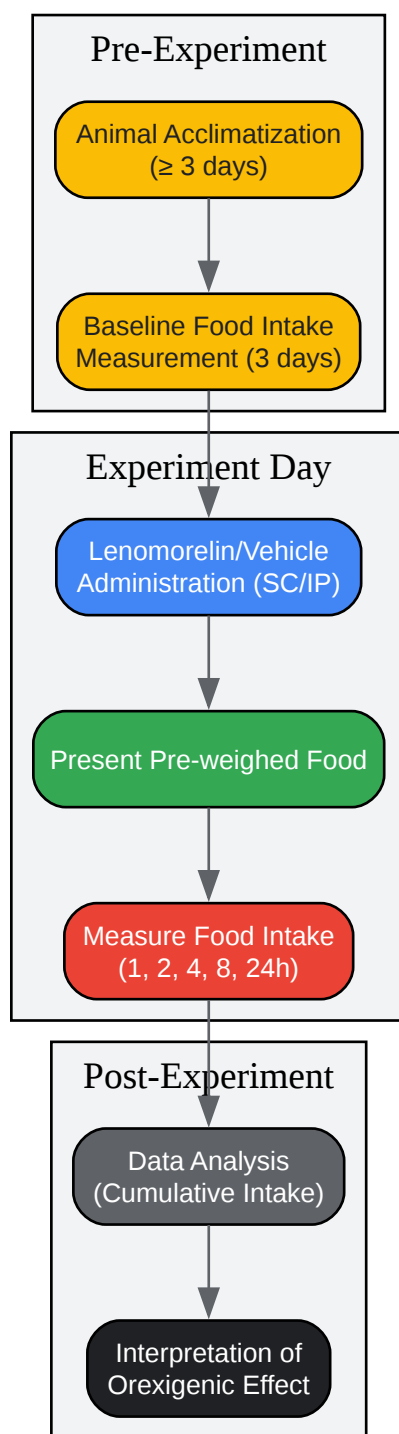 Pre-Experiment
Animal Acclimatization
(≥ 3 days)
Baseline Food Intake
Measurement (3 days)
Experiment Day
Lenomorelin/Vehicle
Administration (SC/IP)
Present Pre-weighed Food
Measure Food Intake
(1, 2, 4, 8, 24h)
Post-Experiment
Data Analysis
(Cumulative Intake)
Interpretation of
Orexigenic Effect